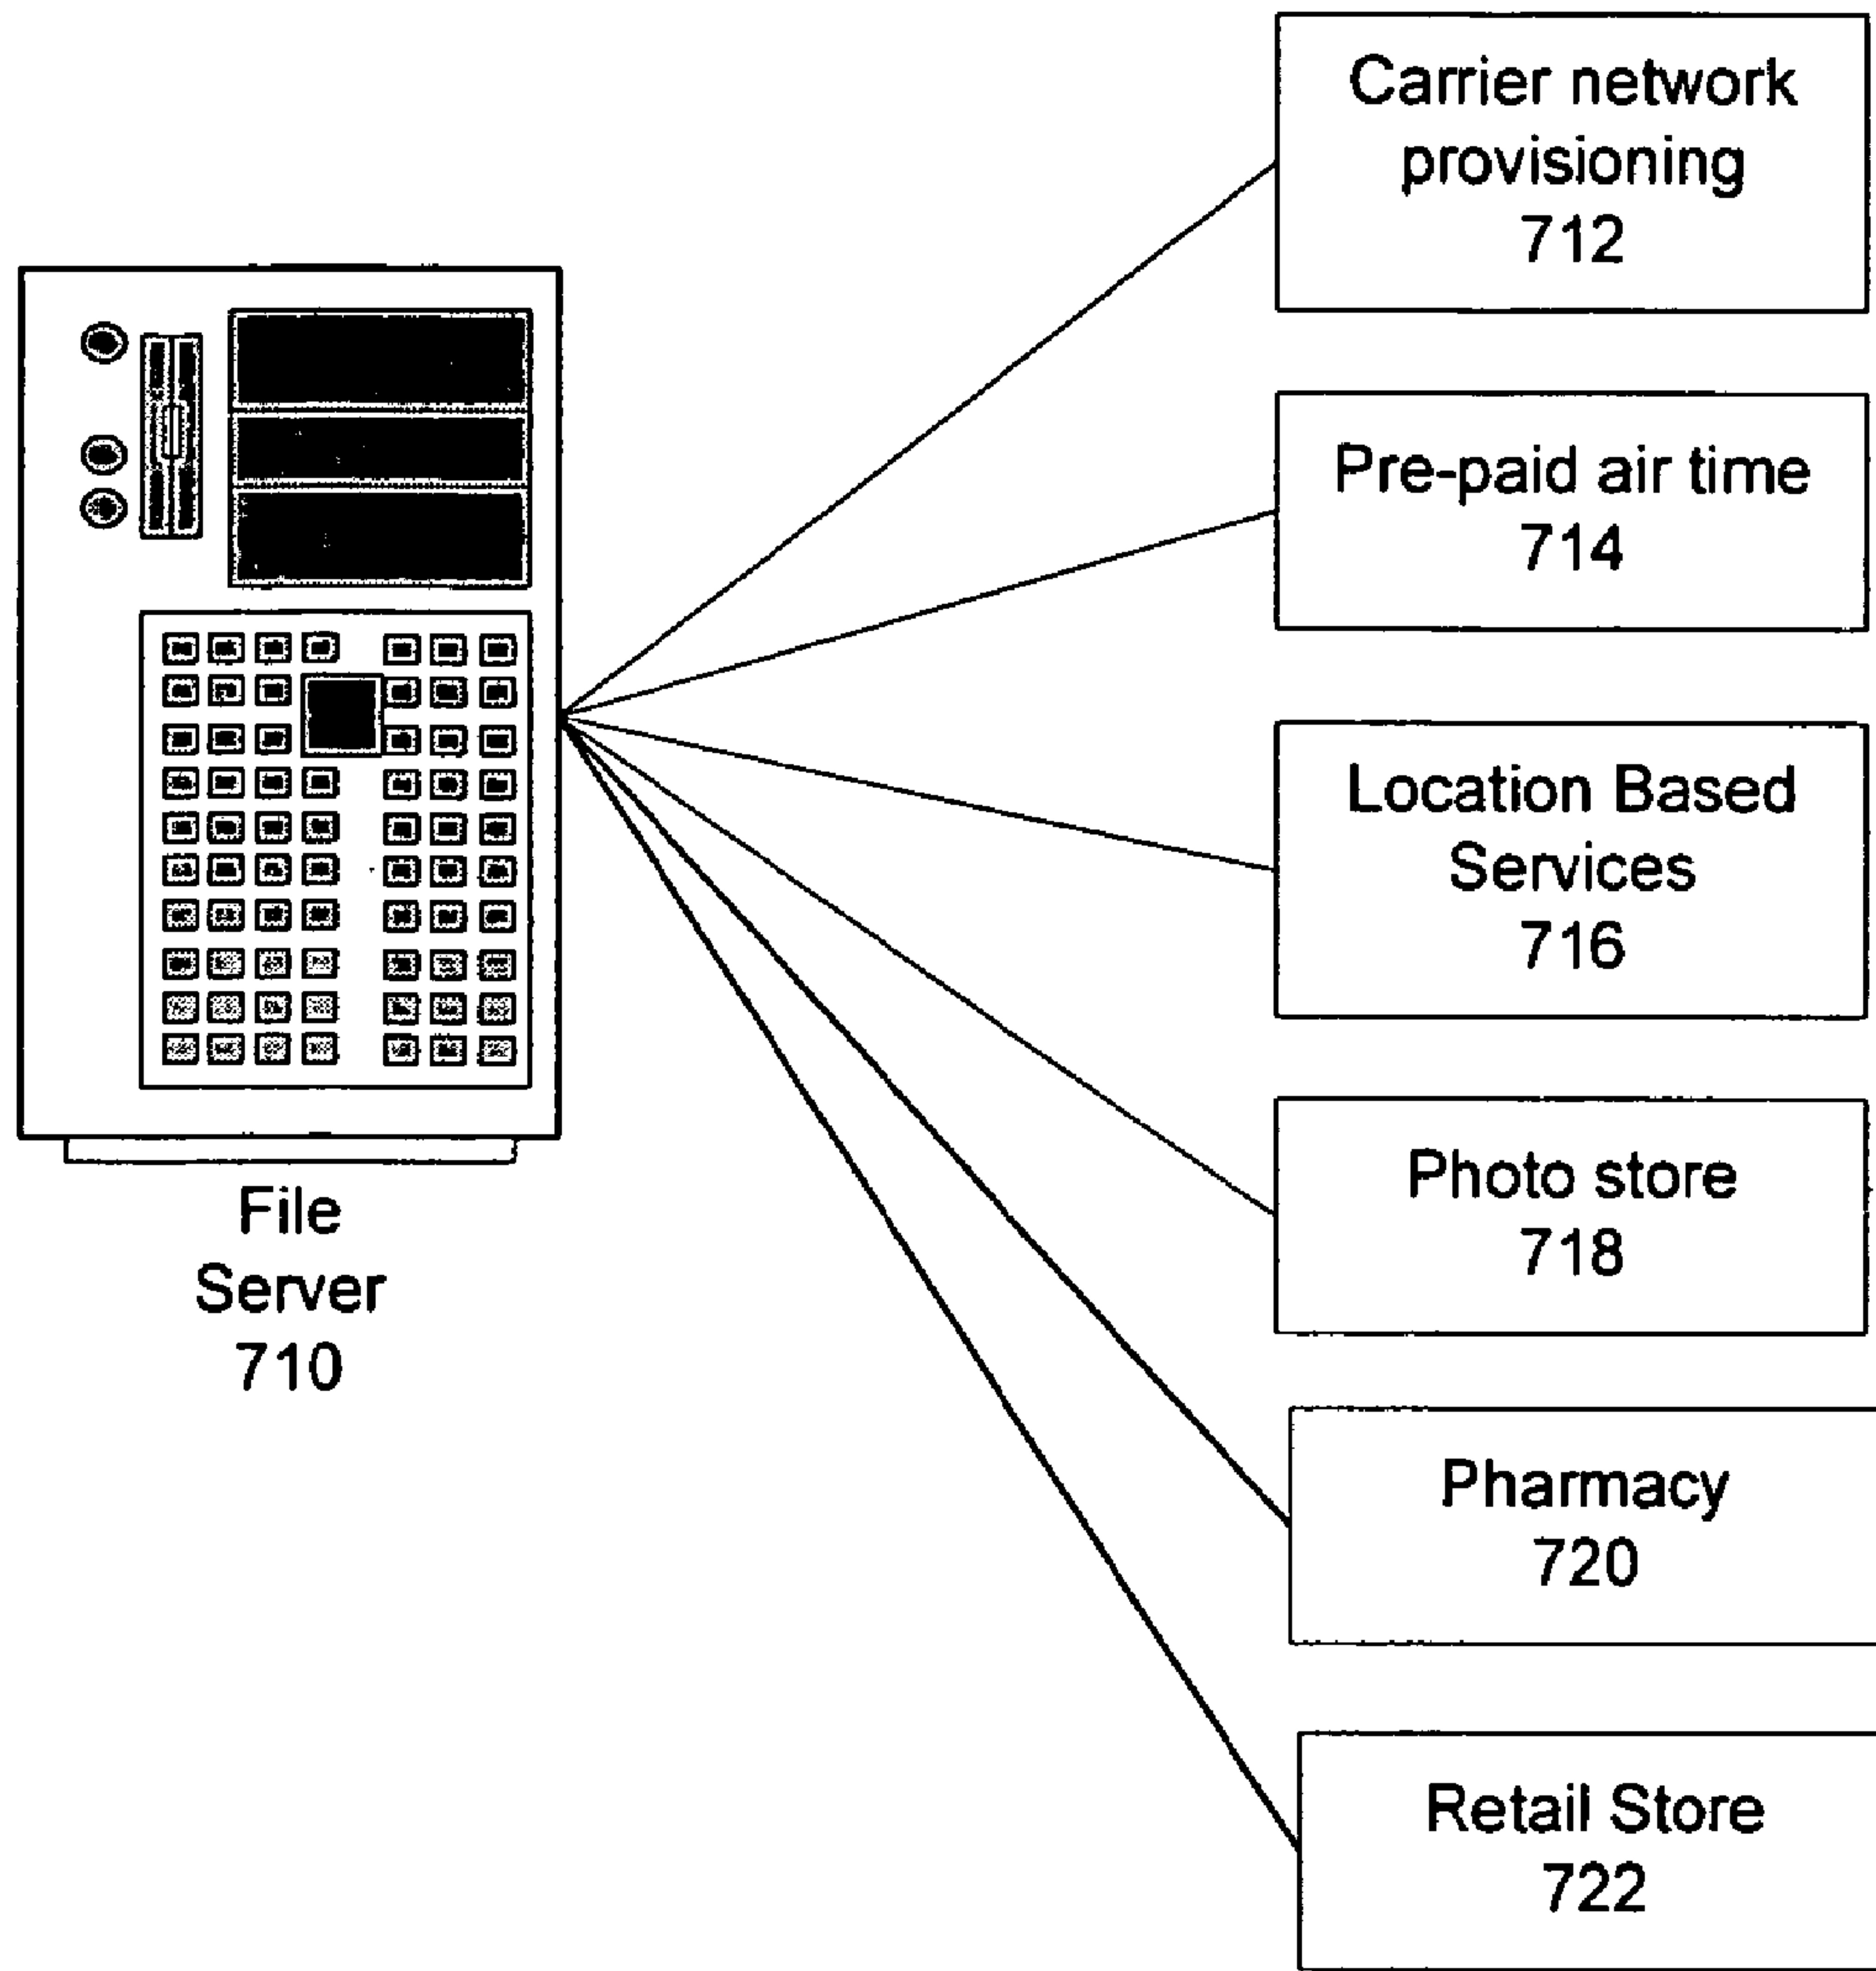 Carrier network
provisioning
712
Pre-paid air time
714
Location Based
Services
716
Photo store
718
Pharmacy
720
Retail Store
722
File
Server
710